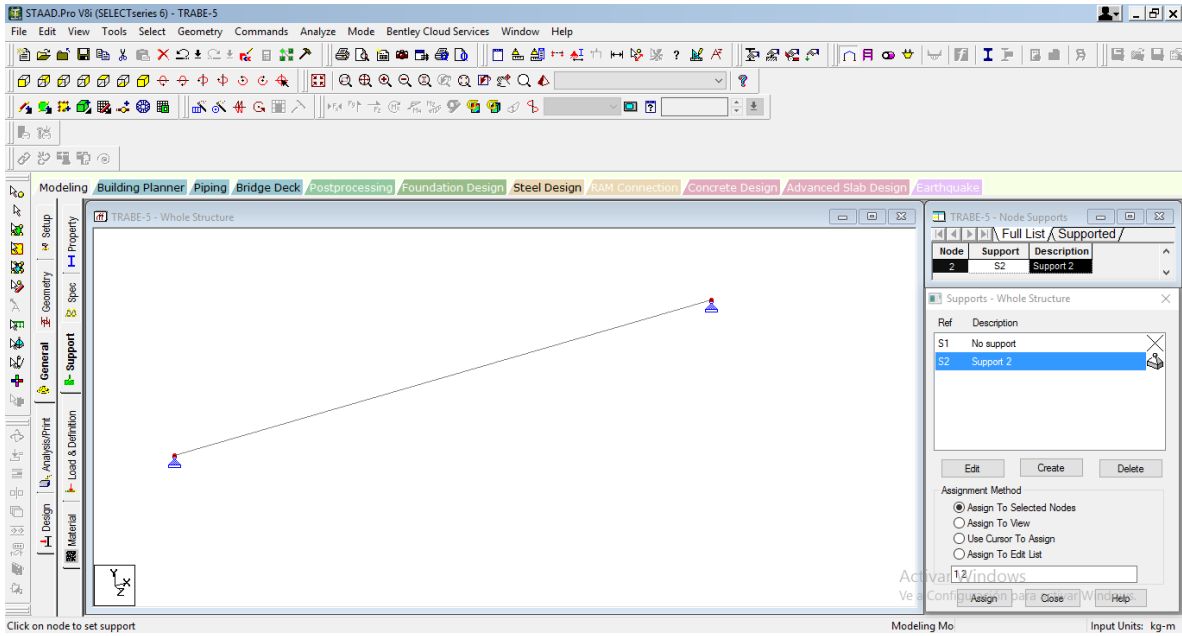 STAAD.Pro V8i (SELECTseries 6) - TRABE-5
File Edit View Tools Select Geometry Commands Analyze Mode Bentley Cloud Services Window Help
Modeling Building Planner Piping Bridge Deck Postprocessing Foundation Design Steel Design RAM Connection Concrete Design Advanced Slab Design Earthquake
Setup
Geometry
General
Analysis/Print
Design
Property
Spec
Support
Load & Definition
Material
TRABE-5 - Whole Structure
Y
X
Z
TRABE-5 - Node Supports
Full List Supported
Node Support Description
2 S2 Support 2
Supports - Whole Structure
Ref Description
S1 No support
S2 Support 2
Edit Create Delete
Assignment Method
Assign To Selected Nodes
Assign To View
Use Cursor To Assign
Assign To Edit List
1 2
Assign Close Help
Activar Windows
Ve a Configuración para activar Windows.
Click on node to set support
Modeling Mo
Input Units: kg-m